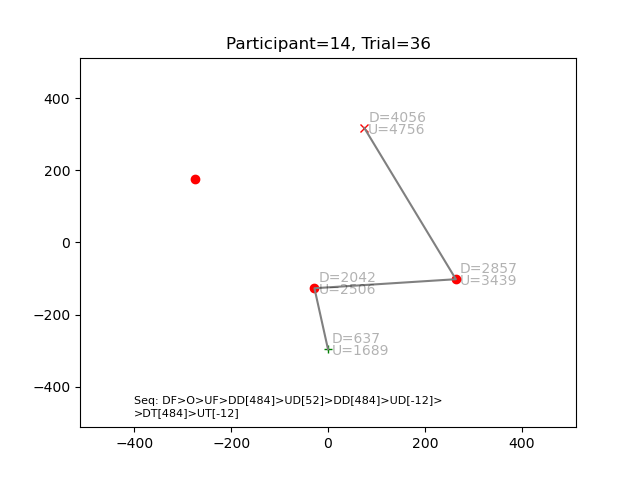 Participant=14, Trial=36
400
200
0
−200
−400
−400
−200
0
200
400
D=4056
U=4756
D=2857
U=3439
D=2042
U=2506
D=637
U=1689
Seq: DF>O>UF>DD[484]>UD[52]>DD[484]>UD[-12]>
>DT[484]>UT[-12]